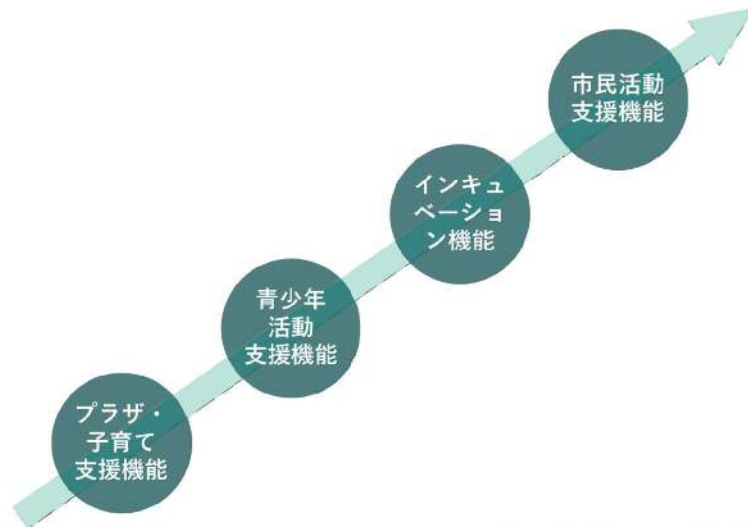 市民活動
支援機能
インキュ
ベーショ
ン機能
青少年
活動
支援機能
プラザ・
子育て
支援機能